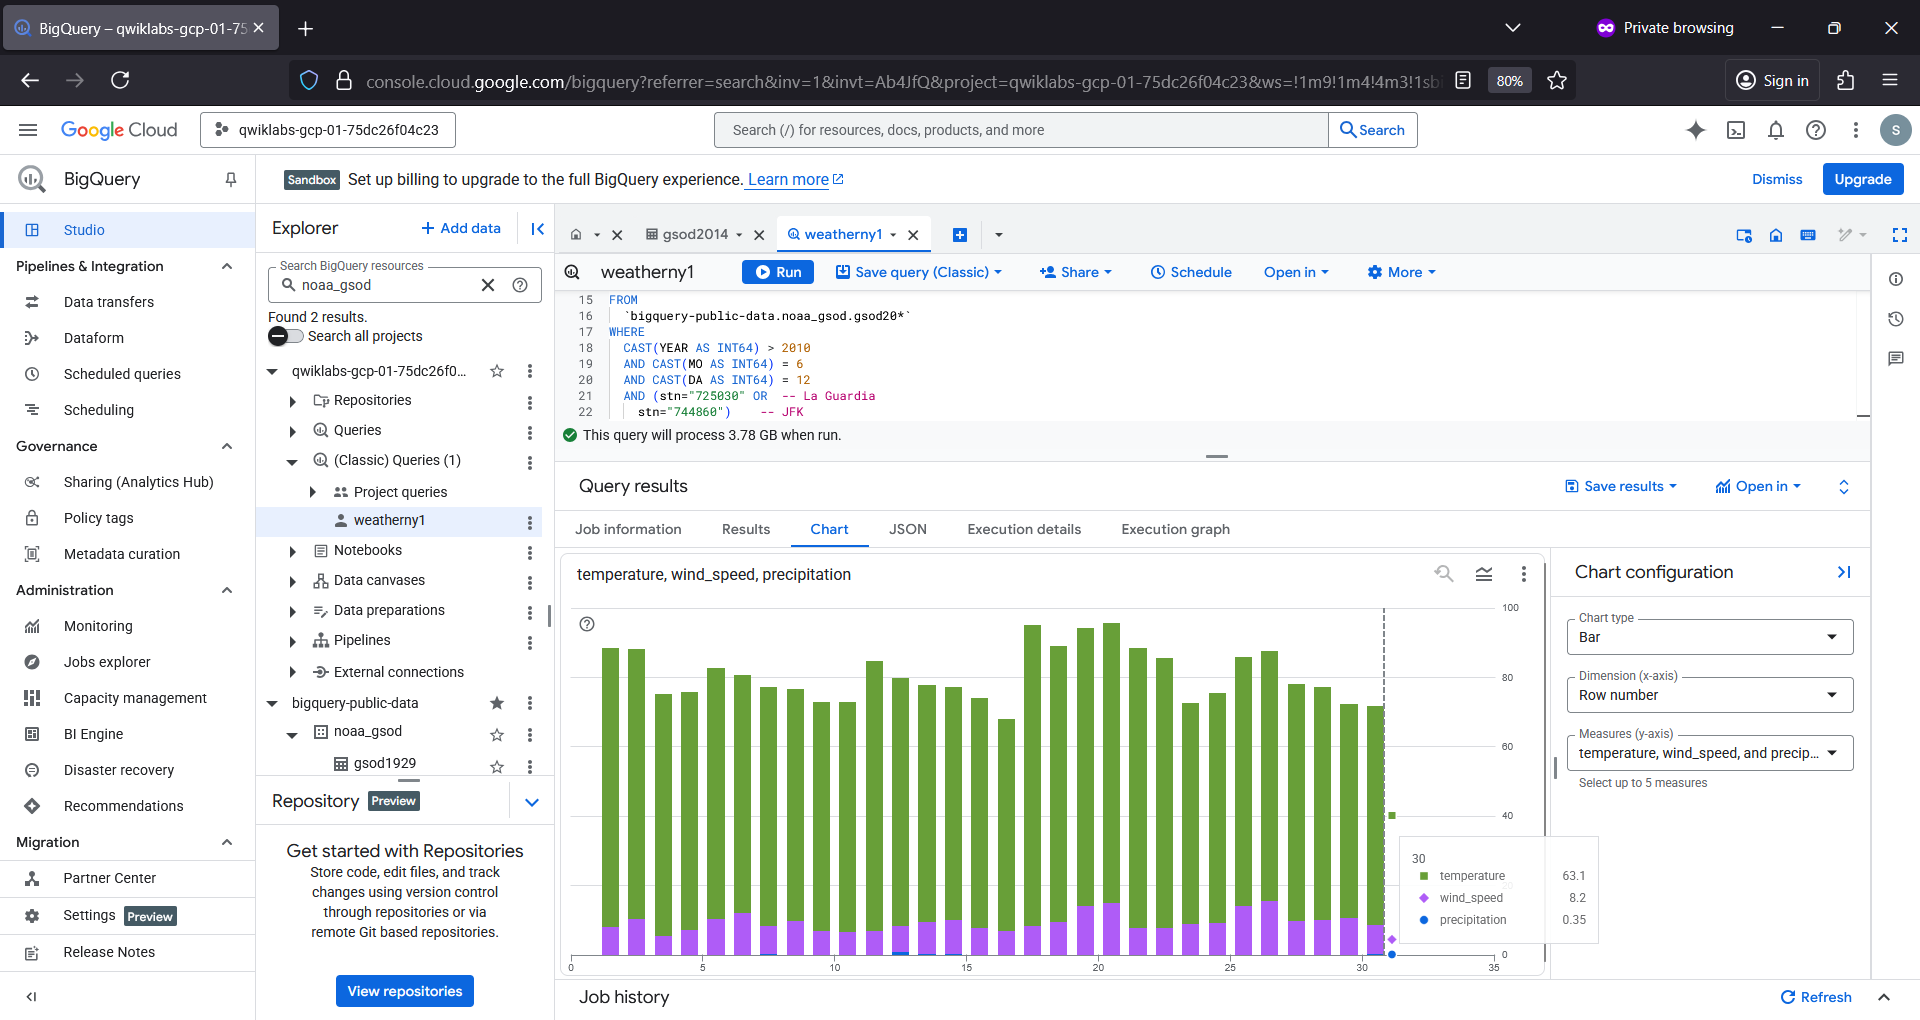 BigQuery – qwiklabs-gcp-01-75
Private browsing
console.cloud.google.com/bigquery?referrer=search&inv=1&invt=Ab4JfQ&project=qwiklabs-gcp-01-75dc26f04c23&ws=!1m9!1m4!4m3!1sbi
80%
Sign in
Google Cloud
qwiklabs-gcp-01-75dc26f04c23
Search (/) for resources, docs, products, and more
Search
S
BigQuery
Sandbox Set up billing to upgrade to the full BigQuery experience. Learn more
Dismiss
Upgrade
Studio
Pipelines & Integration
Data transfers
Dataform
Scheduled queries
Scheduling
Governance
Sharing (Analytics Hub)
Policy tags
Metadata curation
Administration
Monitoring
Jobs explorer
Capacity management
BI Engine
Disaster recovery
Recommendations
Migration
Partner Center
Settings Preview
Release Notes
Explorer
+ Add data
Search BigQuery resources
noaa_gsod
Found 2 results.
Search all projects
qwiklabs-gcp-01-75dc26f0...
Repositories
Queries
(Classic) Queries (1)
Project queries
weatherny1
Notebooks
Data canvases
Data preparations
Pipelines
External connections
bigquery-public-data
noaa_gsod
gsod1929
Repository Preview
Get started with Repositories
Store code, edit files, and track
changes using version control
through repositories or via
remote Git based repositories.
View repositories
gsod2014
weatherny1
weatherny1
Run
Save query (Classic)
Share
Schedule
Open in
More
15 FROM
16 `bigquery-public-data.noaa_gsod.gsod20*`
17 WHERE
18 CAST(YEAR AS INT64) > 2010
19 AND CAST(MO AS INT64) = 6
20 AND CAST(DA AS INT64) = 12
21 AND (stn="725030" OR -- La Guardia
22 stn="744860") -- JFK
This query will process 3.78 GB when run.
Query results
Save results
Open in
Job information
Results
Chart
JSON
Execution details
Execution graph
temperature, wind_speed, precipitation
100
80
60
40
20
0
0 5 10 15 20 25 30 35
30
temperature 63.1
wind_speed 8.2
precipitation 0.35
Chart configuration
Chart type
Bar
Dimension (x-axis)
Row number
Measures (y-axis)
temperature, wind_speed, and precip...
Select up to 5 measures
Job history
Refresh